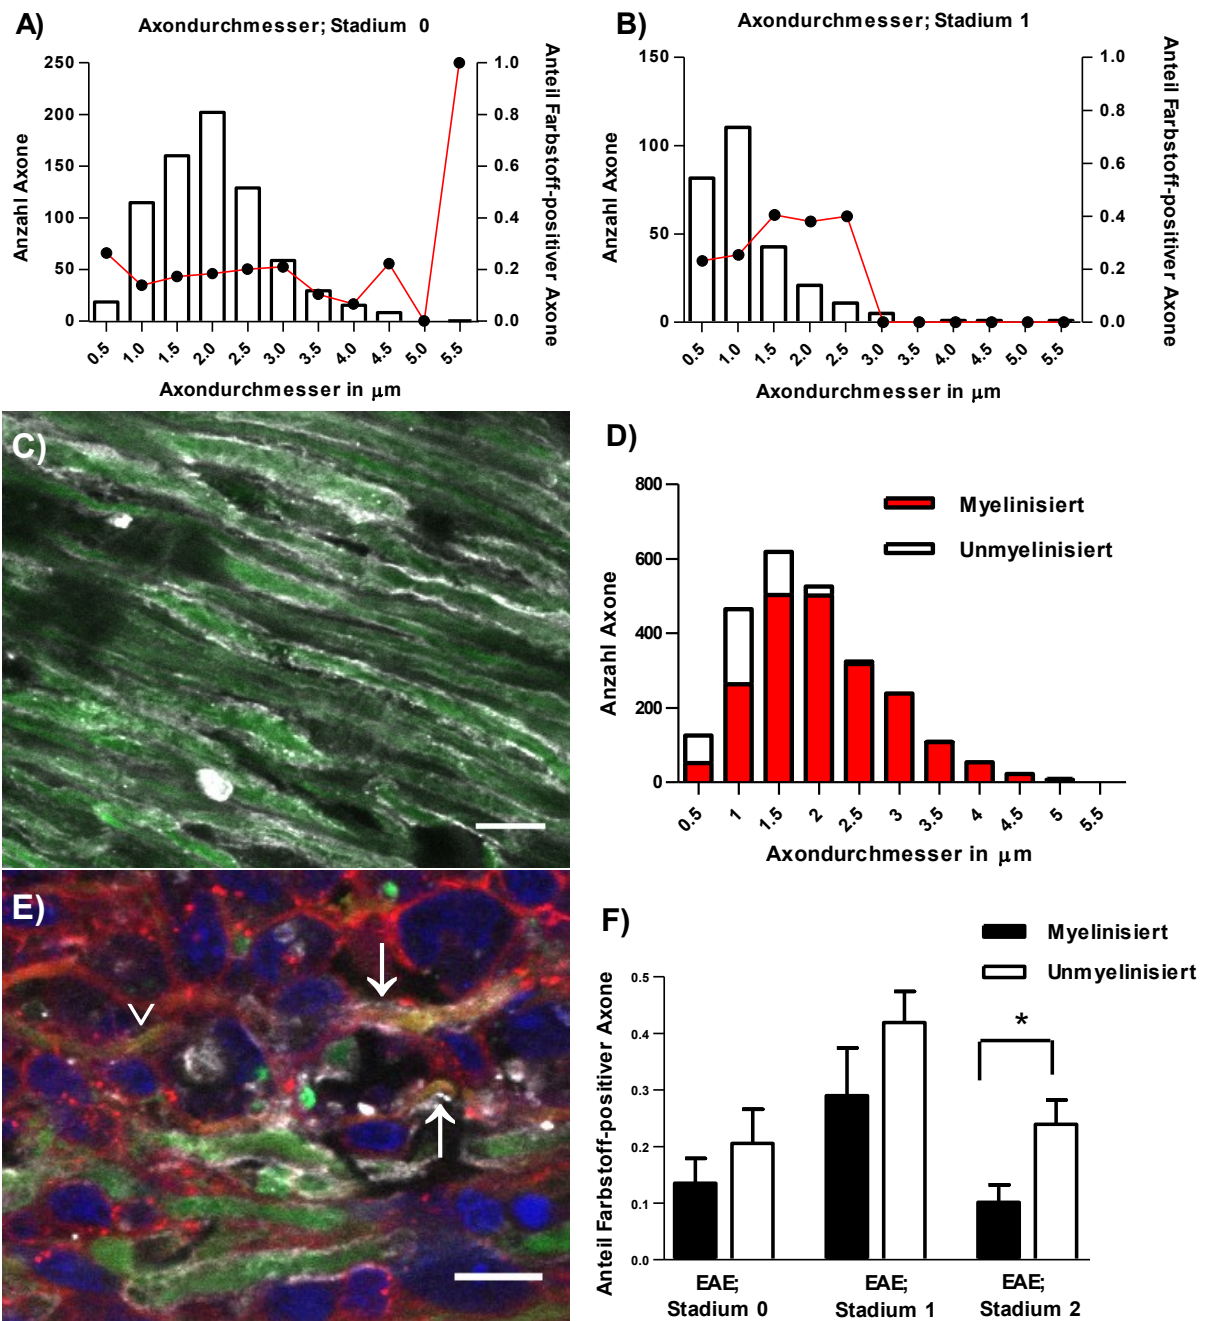 A)
Axondurchmesser; Stadium 0
Anzahl Axone
250
200
150
100
50
0
1.0
0.8
0.6
0.4
0.2
0.0
Anteil Farbstoff-positiver Axone
0.5 1.0 1.5 2.0 2.5 3.0 3.5 4.0 4.5 5.0 5.5
Axondurchmesser in μm
B)
Axondurchmesser; Stadium 1
Anzahl Axone
150
100
50
0
1.0
0.8
0.6
0.4
0.2
0.0
Anteil Farbstoff-positiver Axone
0.5 1.0 1.5 2.0 2.5 3.0 3.5 4.0 4.5 5.0 5.5
Axondurchmesser in μm
C)
D)
Anzahl Axone
800
600
400
200
0
Myelinisiert
Unmyelinisiert
0.5 1 1.5 2 2.5 3 3.5 4 4.5 5 5.5
Axondurchmesser in μm
E)
F)
Myelinisiert
Unmyelinisiert
Anteil Farbstoff-positiver Axone
0.5
0.4
0.3
0.2
0.1
0.0
*
EAE;
Stadium 0
EAE;
Stadium 1
EAE;
Stadium 2